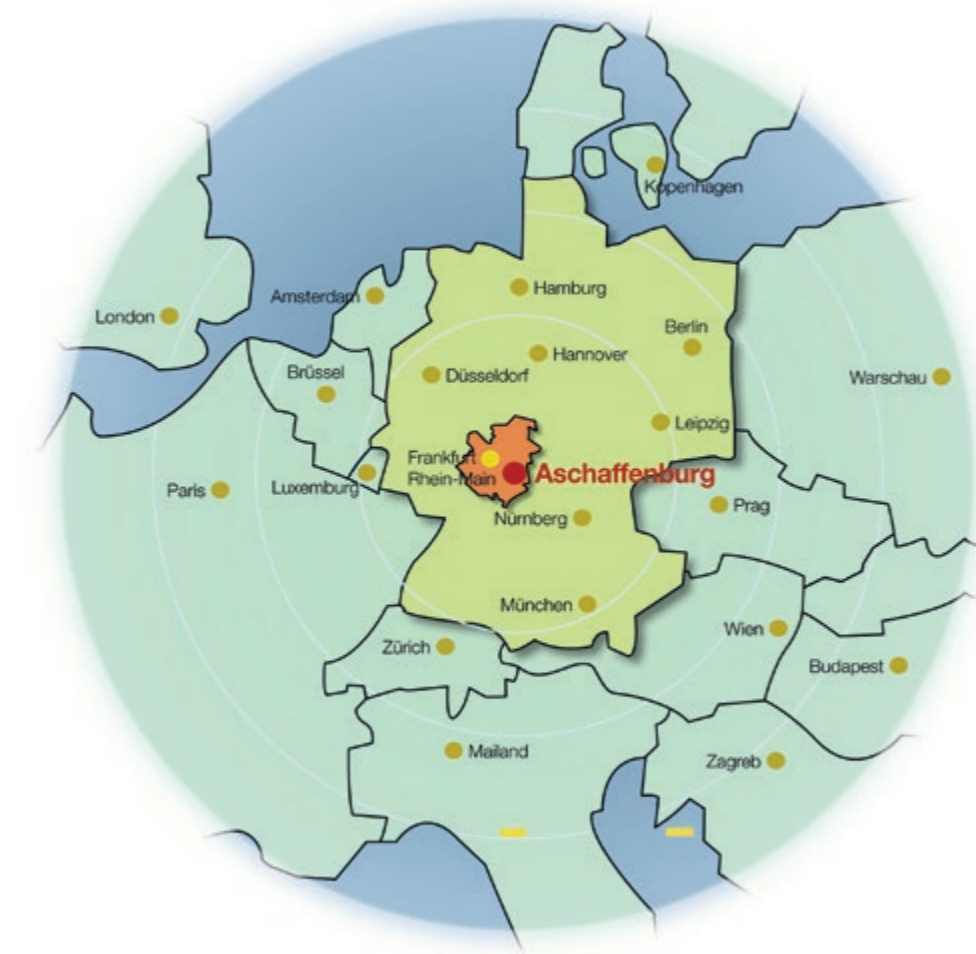 Kopenhagen
Hamburg
Amsterdam
London
Berlin
Hannover
Brüssel
Düsseldorf
Warschau
Leipzig
Frankfurt
Rhein-Main
Aschaffenburg
Luxemburg
Paris
Prag
Nürnberg
München
Wien
Zürich
Budapest
Mailand
Zagreb